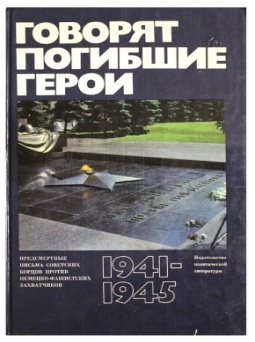 ГОВОРЯТ
ПОГИБШИЕ
ГЕРОИ
ПРЕДСМЕРТНЫЕ
ПИСЬМА СОВЕТСКИХ
БОРЦОВ ПРОТИВ
НЕМЕЦКО-ФАШИСТСКИХ
ЗАХВАТЧИКОВ
1941-
1945
Издательство
политической
литературы